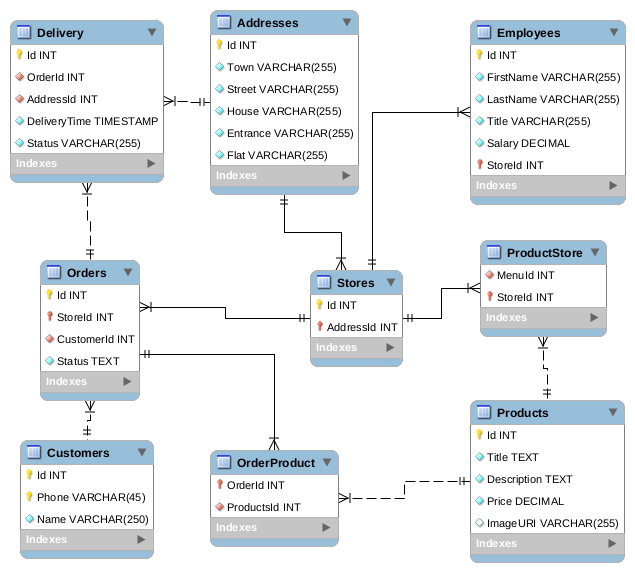 Delivery
Id INT
OrderId INT
AddressId INT
DeliveryTime TIMESTAMP
Status VARCHAR(255)
Indexes
Addresses
Id INT
Town VARCHAR(255)
Street VARCHAR(255)
House VARCHAR(255)
Entrance VARCHAR(255)
Flat VARCHAR(255)
Indexes
Employees
Id INT
FirstName VARCHAR(255)
LastName VARCHAR(255)
Title VARCHAR(255)
Salary DECIMAL
StoreId INT
Indexes
Orders
Id INT
StoreId INT
CustomerId INT
Status TEXT
Indexes
Stores
Id INT
AddressId INT
Indexes
ProductStore
MenuId INT
StoreId INT
Indexes
Customers
Id INT
Phone VARCHAR(45)
Name VARCHAR(250)
Indexes
OrderProduct
OrderId INT
ProductsId INT
Indexes
Products
Id INT
Title TEXT
Description TEXT
Price DECIMAL
ImageURI VARCHAR(255)
Indexes